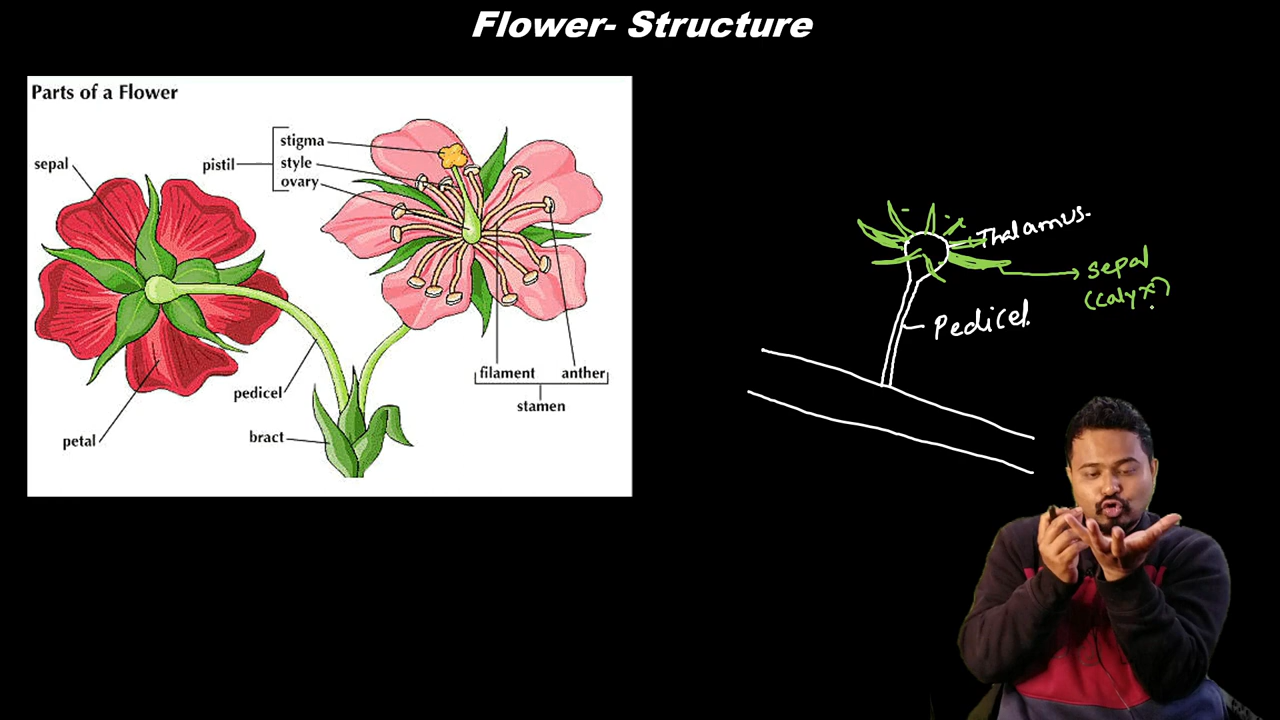 Flower- Structure
Parts of a Flower
stigma
sepal
pistil
style
ovary
filament
anther
stamen
pedicel
bract
petal
Thalamus.
sepal
(calyx)
Pedicel.